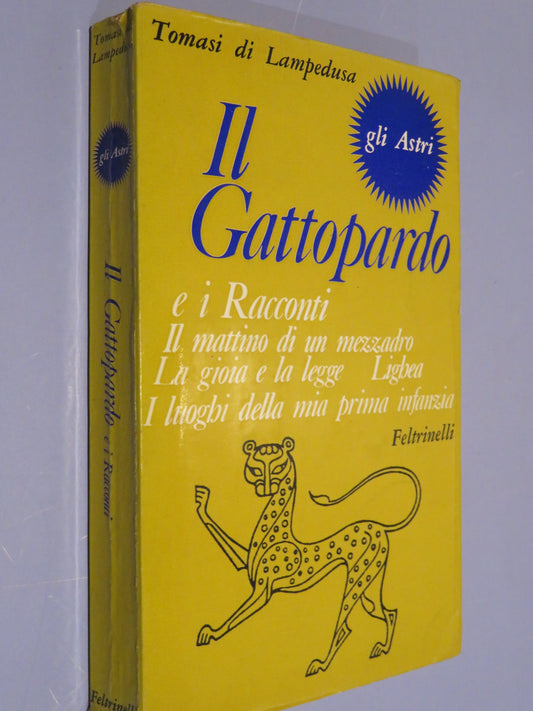 Tomasi di Lampedusa
gli Astri
Il
Gattopardo
e i Racconti
Il mattino di un mezzadro
La gioia e la legge Lighea
I luoghi della mia prima infanzia
Feltrinelli
Tomasi di
Lampedusa
gli Astri
Il Gattopardo e i Racconti
Feltrinelli